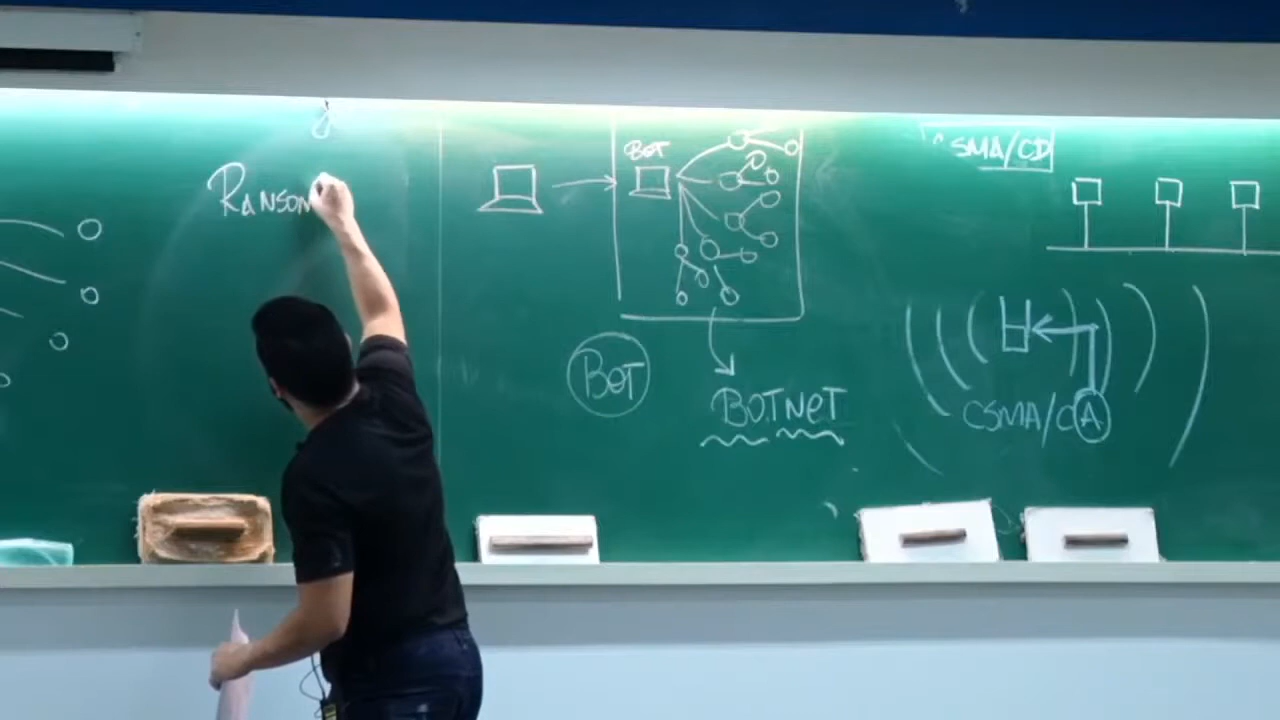 Ransom
BOT
CSMA/CD
BOT
BOTNET
CSMA/CA